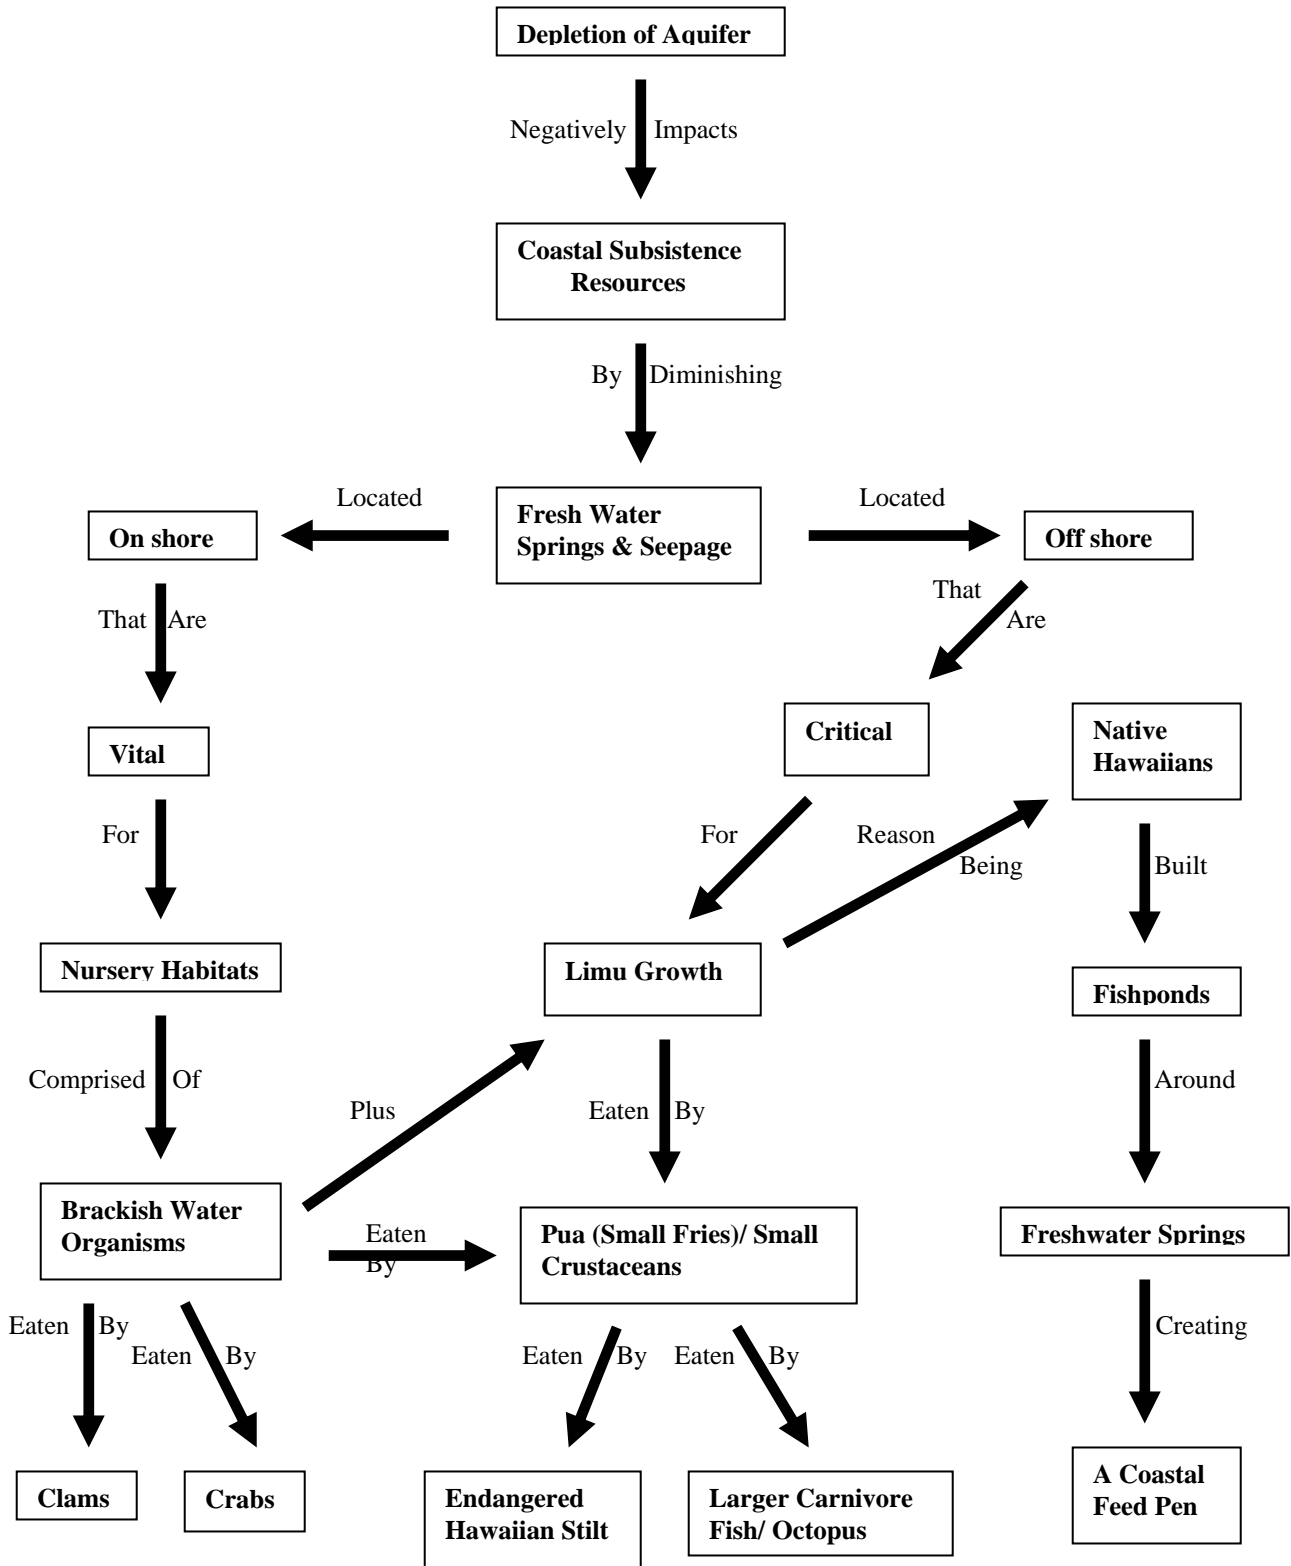 Depletion of Aquifer
Negatively Impacts
Coastal Subsistence
Resources
By Diminishing
Located
Fresh Water
Springs & Seepage
Located
On shore
Off shore
That Are
That
Are
Vital
Critical
Native
Hawaiians
For
For
Reason
Being
Built
Nursery Habitats
Limu Growth
Fishponds
Comprised Of
Plus
Eaten By
Around
Brackish Water
Organisms
Eaten
By
Pua (Small Fries)/ Small
Crustaceans
Freshwater Springs
Eaten By
Eaten By
Eaten By
Eaten By
Creating
Clams
Crabs
Endangered
Hawaiian Stilt
Larger Carnivore
Fish/ Octopus
A Coastal
Feed Pen